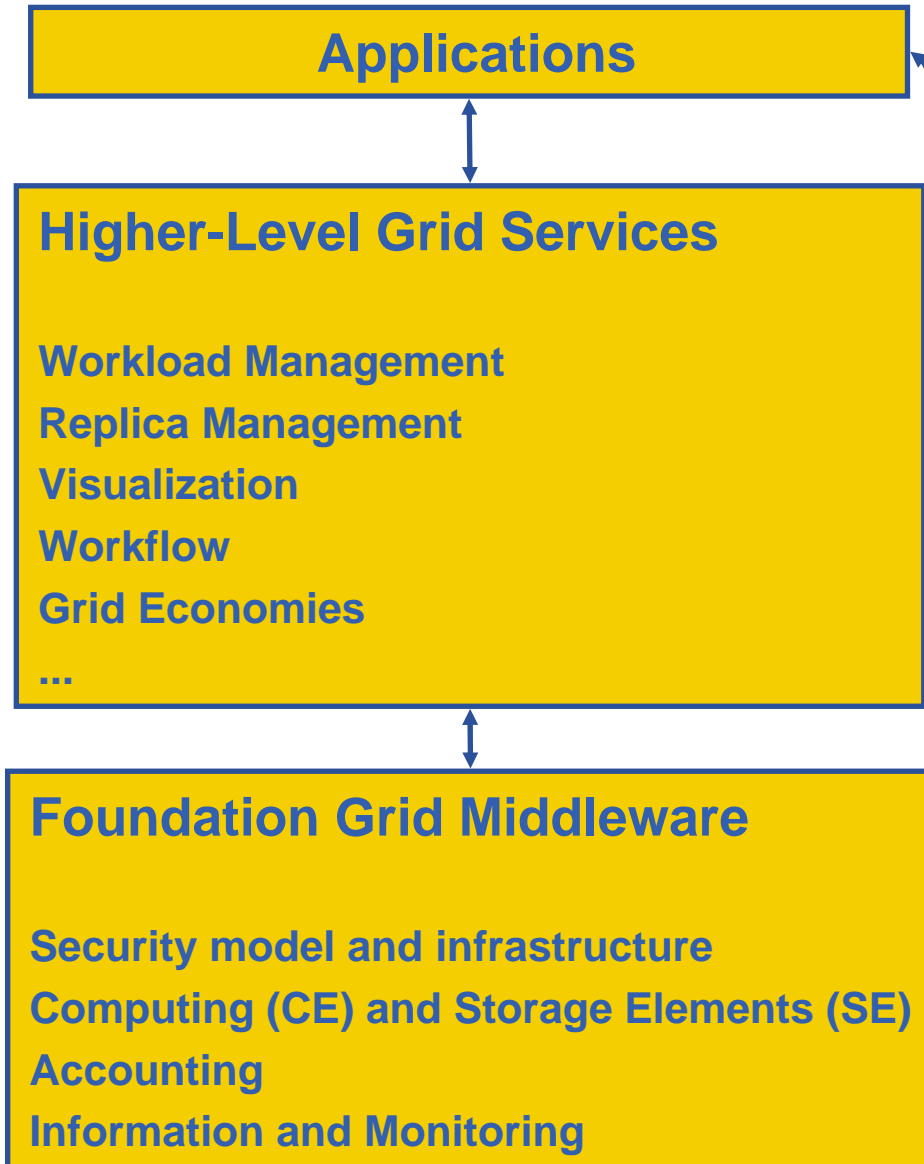 Applications
Higher-Level Grid Services
Workload Management
Replica Management
Visualization
Workflow
Grid Economies
...
Foundation Grid Middleware
Security model and infrastructure
Computing (CE) and Storage Elements (SE)
Accounting
Information and Monitoring